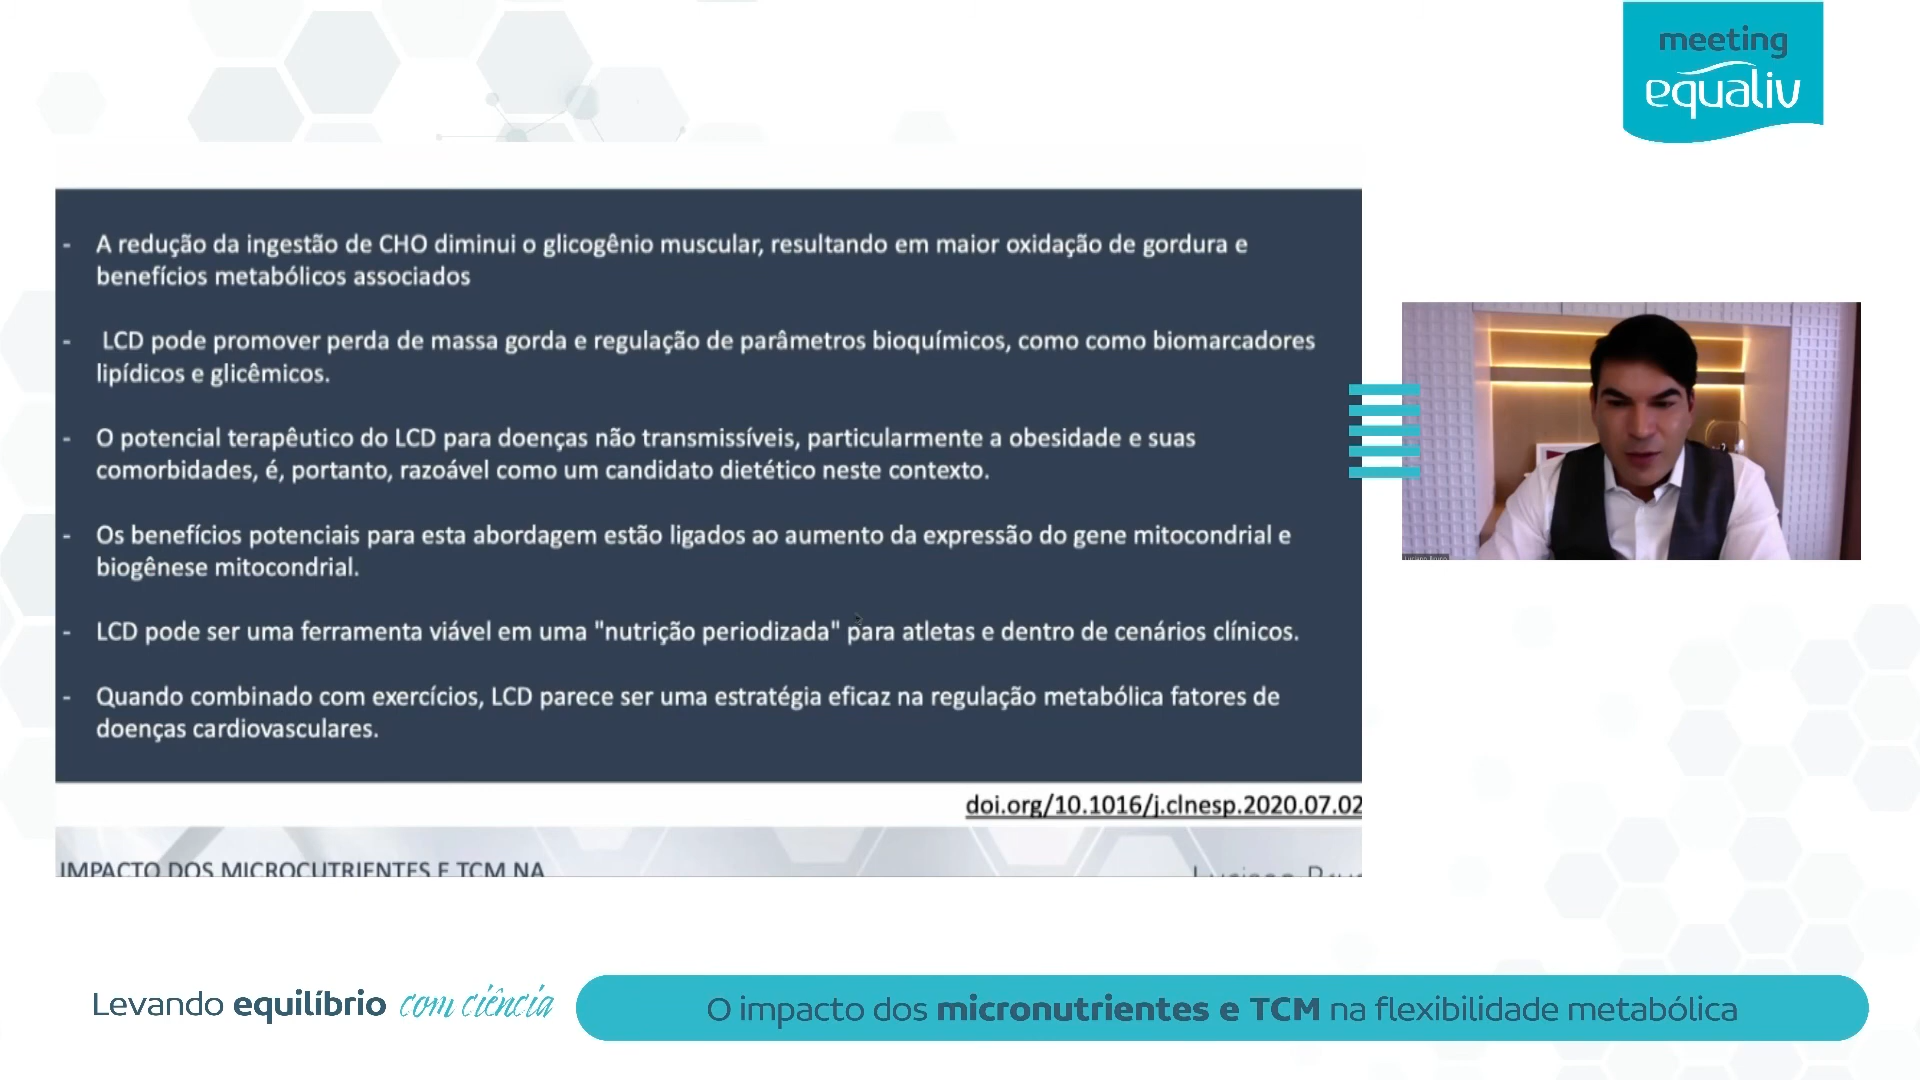 meeting
equaliv
- A redução da ingestão de CHO diminui o glicogênio muscular, resultando em maior oxidação de gordura e
benefícios metabólicos associados
- LCD pode promover perda de massa gorda e regulação de parâmetros bioquímicos, como como biomarcadores
lipídicos e glicêmicos.
- O potencial terapêutico do LCD para doenças não transmissíveis, particularmente a obesidade e suas
comorbidades, é, portanto, razoável como um candidato dietético neste contexto.
- Os benefícios potenciais para esta abordagem estão ligados ao aumento da expressão do gene mitocondrial e
biogênese mitocondrial.
- LCD pode ser uma ferramenta viável em uma "nutrição periodizada" para atletas e dentro de cenários clínicos.
- Quando combinado com exercícios, LCD parece ser uma estratégia eficaz na regulação metabólica fatores de
doenças cardiovasculares.
doi.org/10.1016/j.clnesp.2020.07.02
IMPACTO DOS MICROCUTRIENTES E TCM NA
Luciano
Levando equilíbrio com ciência
O impacto dos micronutrientes e TCM na flexibilidade metabólica